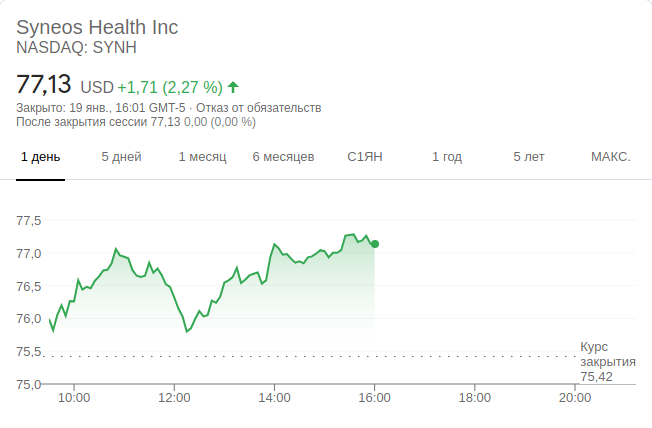 Syneos Health Inc
NASDAQ: SYNH
77,13 USD +1,71 (2,27 %)
Закрыто: 19 янв., 16:01 GMT-5 · Отказ от обязательств
После закрытия сессии 77,13 0,00 (0,00 %)
1 день 5 дней 1 месяц 6 месяцев С1ЯН 1 год 5 лет МАКС.
77,5
77,0
76,5
76,0
75,5
75,0
Курс
закрытия
75,42
10:00 12:00 14:00 16:00 18:00 20:00